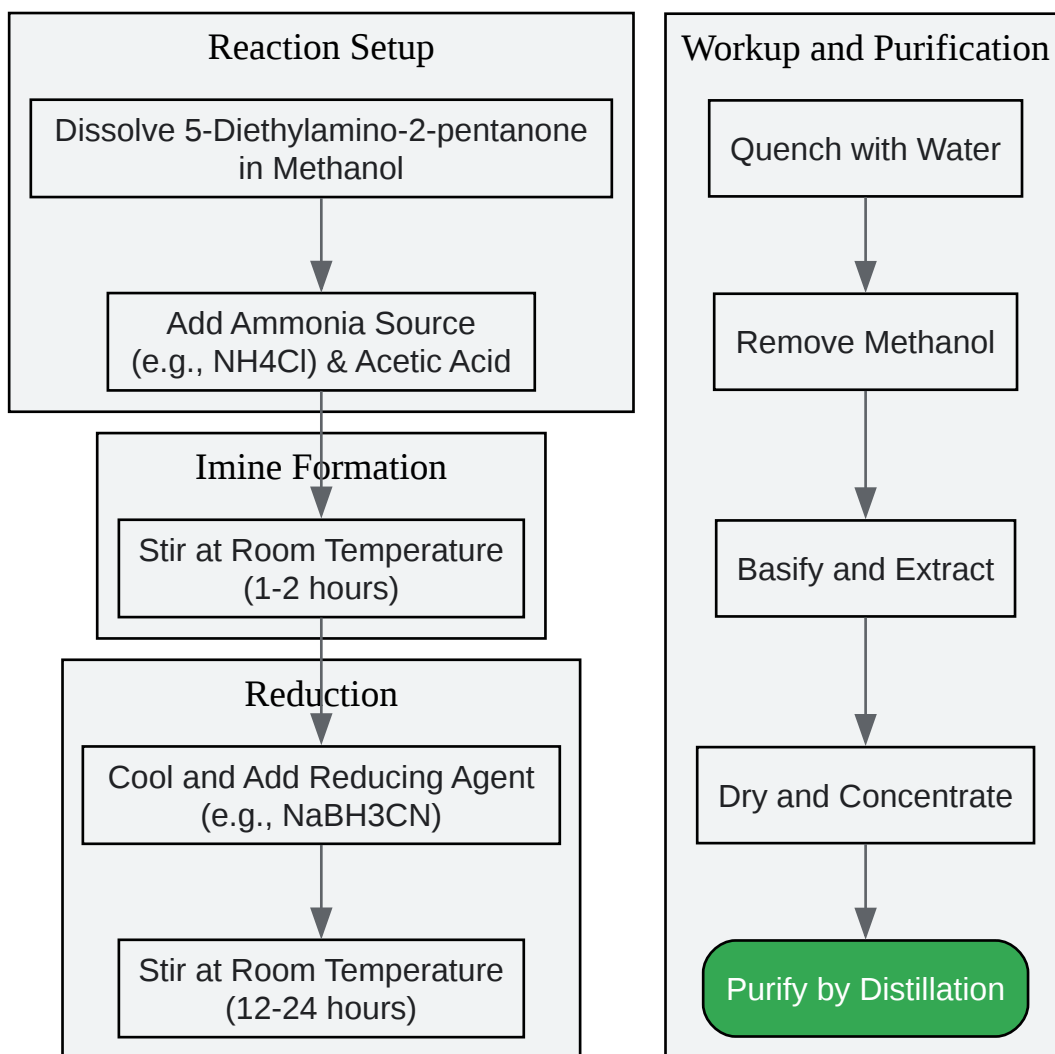 Reaction Setup
Dissolve 5-Diethylamino-2-pentanone
in Methanol
Add Ammonia Source
(e.g., NH4Cl) & Acetic Acid
Imine Formation
Stir at Room Temperature
(1-2 hours)
Reduction
Cool and Add Reducing Agent
(e.g., NaBH3CN)
Stir at Room Temperature
(12-24 hours)
Workup and Purification
Quench with Water
Remove Methanol
Basify and Extract
Dry and Concentrate
Purify by Distillation